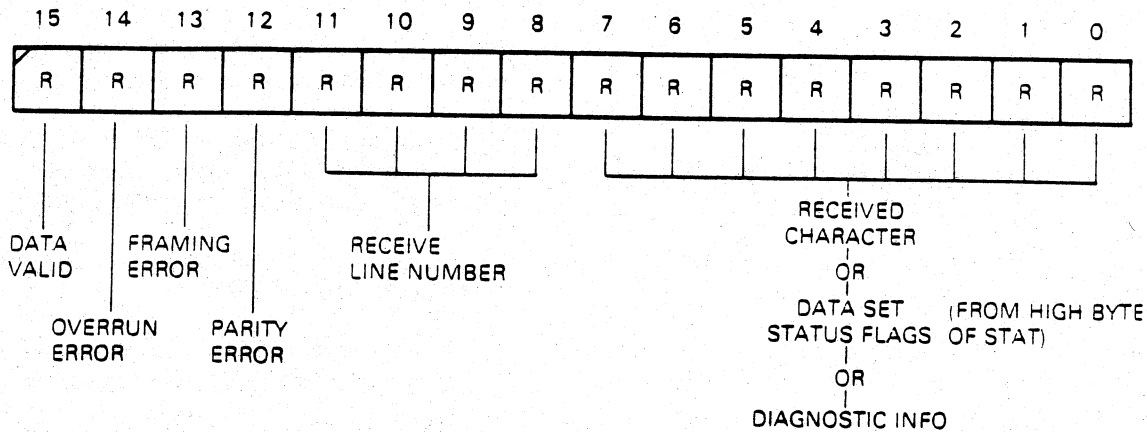 15 14 13 12 11 10 9 8 7 6 5 4 3 2 1 0
R R R R R R R R R R R R R R R R
DATA
VALID
OVERRUN
ERROR
FRAMING
ERROR
PARITY
ERROR
RECEIVE
LINE NUMBER
RECEIVED
CHARACTER
OR
DATA SET
STATUS FLAGS
(FROM HIGH BYTE
OF STAT)
OR
DIAGNOSTIC INFO